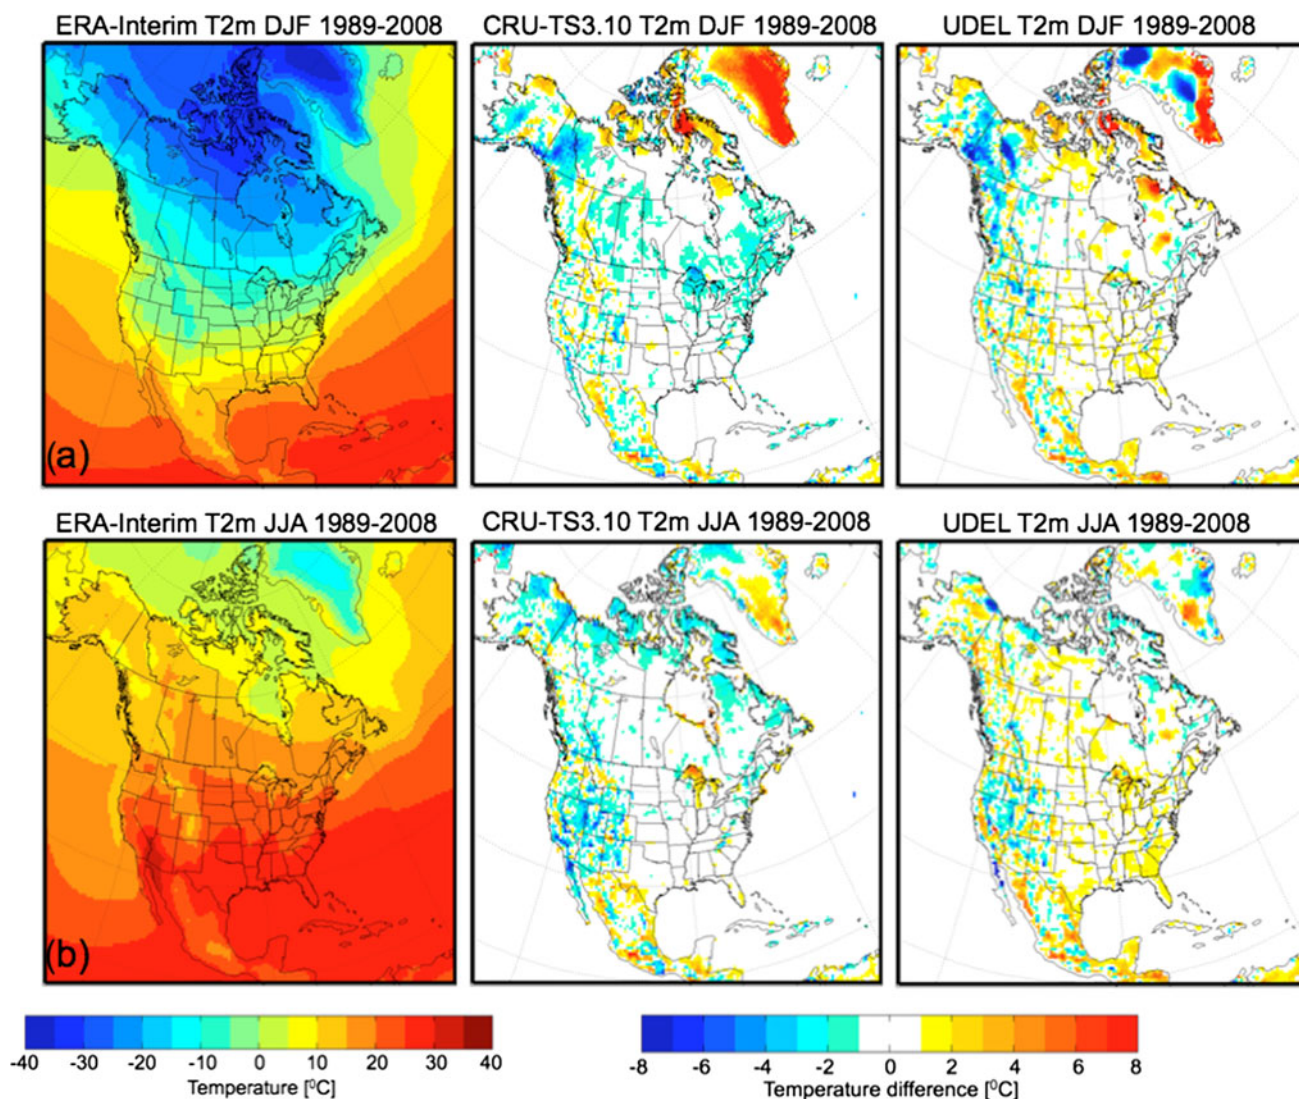 ERA-Interim T2m DJF 1989-2008 CRU-TS3.10 T2m DJF 1989-2008 UDEL T2m DJF 1989-2008
(a)
ERA-Interim T2m JJA 1989-2008 CRU-TS3.10 T2m JJA 1989-2008 UDEL T2m JJA 1989-2008
(b)
-40 -30 -20 -10 0 10 20 30 40 -8 -6 -4 -2 0 2 4 6 8
Temperature [⁰C] Temperature difference [⁰C]